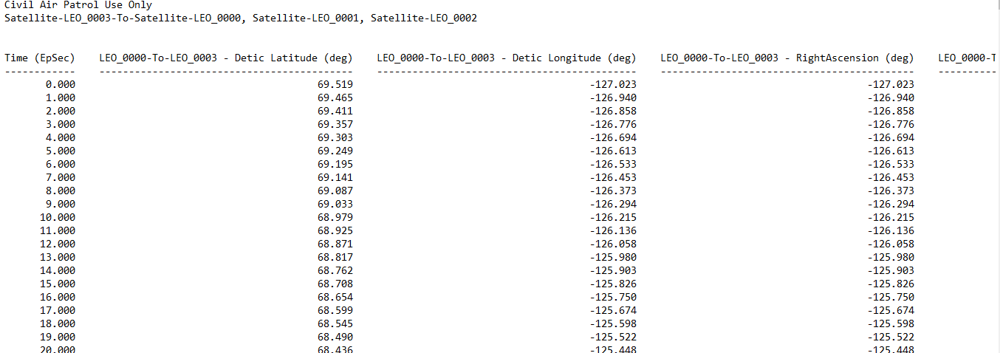 Civil Air Patrol Use Only
Satellite-LEO_0003-To-Satellite-LEO_0000, Satellite-LEO_0001, Satellite-LEO_0002
Time (EpSec) LEO_0000-To-LEO_0003 - Detic Latitude (deg) LEO_0000-To-LEO_0003 - Detic Longitude (deg) LEO_0000-To-LEO_0003 - RightAscension (deg) LEO_0000-T
------------ ------------------------------------------- -------------------------------------------- ------------------------------------------- ----------
0.000 69.519 -127.023 -127.023
1.000 69.465 -126.940 -126.940
2.000 69.411 -126.858 -126.858
3.000 69.357 -126.776 -126.776
4.000 69.303 -126.694 -126.694
5.000 69.249 -126.613 -126.613
6.000 69.195 -126.533 -126.533
7.000 69.141 -126.453 -126.453
8.000 69.087 -126.373 -126.373
9.000 69.033 -126.294 -126.294
10.000 68.979 -126.215 -126.215
11.000 68.925 -126.136 -126.136
12.000 68.871 -126.058 -126.058
13.000 68.817 -125.980 -125.980
14.000 68.762 -125.903 -125.903
15.000 68.708 -125.826 -125.826
16.000 68.654 -125.750 -125.750
17.000 68.599 -125.674 -125.674
18.000 68.545 -125.598 -125.598
19.000 68.490 -125.522 -125.522
20.000 68.436 -125.448 -125.448